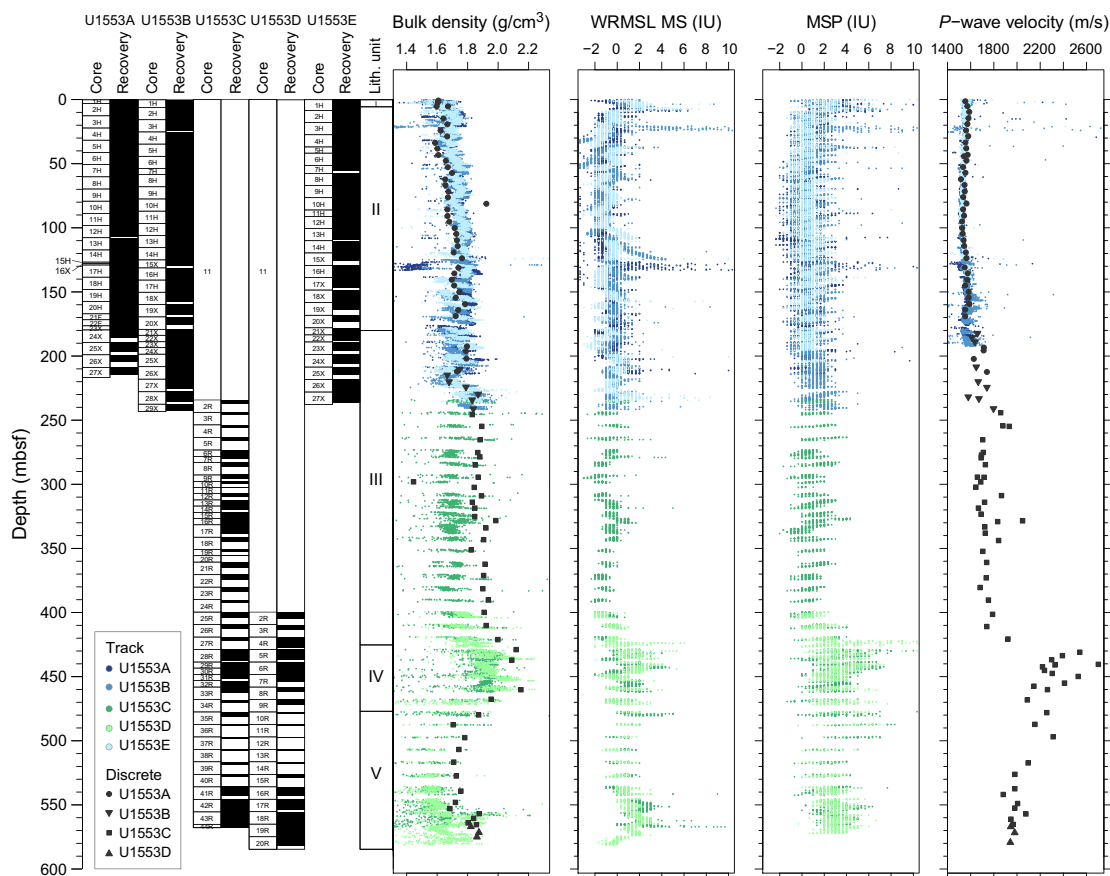 U1553A U1553B U1553C U1553D U1553E
Bulk density (g/cm3) WRMSL MS (IU) MSP (IU) P−wave velocity (m/s)
Core Recovery Core Recovery Core Recovery Core Recovery Core Recovery Lith. unit
1.4 1.6 1.8 2.0 2.2 −2 0 2 4 6 8 10 −2 0 2 4 6 8 10 1400 1800 2200 2600
Depth (mbsf)
0
50
100
150
200
250
300
350
400
450
500
550
600
1H
2H
3H
4H
5H
6H
7H
8H
9H
10H
11H
12H
13H
14H
15H
16X
17H
18H
19H
20H
21F
24X
25X
26X
27X
1H
2H
3H
4H
5H
6H
7H
8H
9H
10H
11H
12H
13H
14H
15X
16H
17H
18X
19X
20X
21X
22X
23X
24X
25X
26X
27X
28X
29X
11
2R
3R
4R
5R
6R
7R
8R
9R
10R
11R
12R
13R
14R
15R
16R
17R
18R
19R
20R
21R
22R
23R
24R
25R
26R
27R
28R
29R
30R
31R
32R
33R
34R
35R
36R
37R
38R
39R
40R
41R
42R
43R
11
2R
3R
4R
5R
6R
7R
8R
9R
10R
11R
12R
13R
14R
15R
16R
17R
18R
19R
20R
1H
2H
3H
4H
5H
6H
7H
8H
9H
10H
11H
12H
13H
14H
15X
16H
17H
18X
19X
20X
21X
22X
23X
24X
25X
26X
27X
I
II
III
IV
V
Track
U1553A
U1553B
U1553C
U1553D
U1553E
Discrete
U1553A
U1553B
U1553C
U1553D